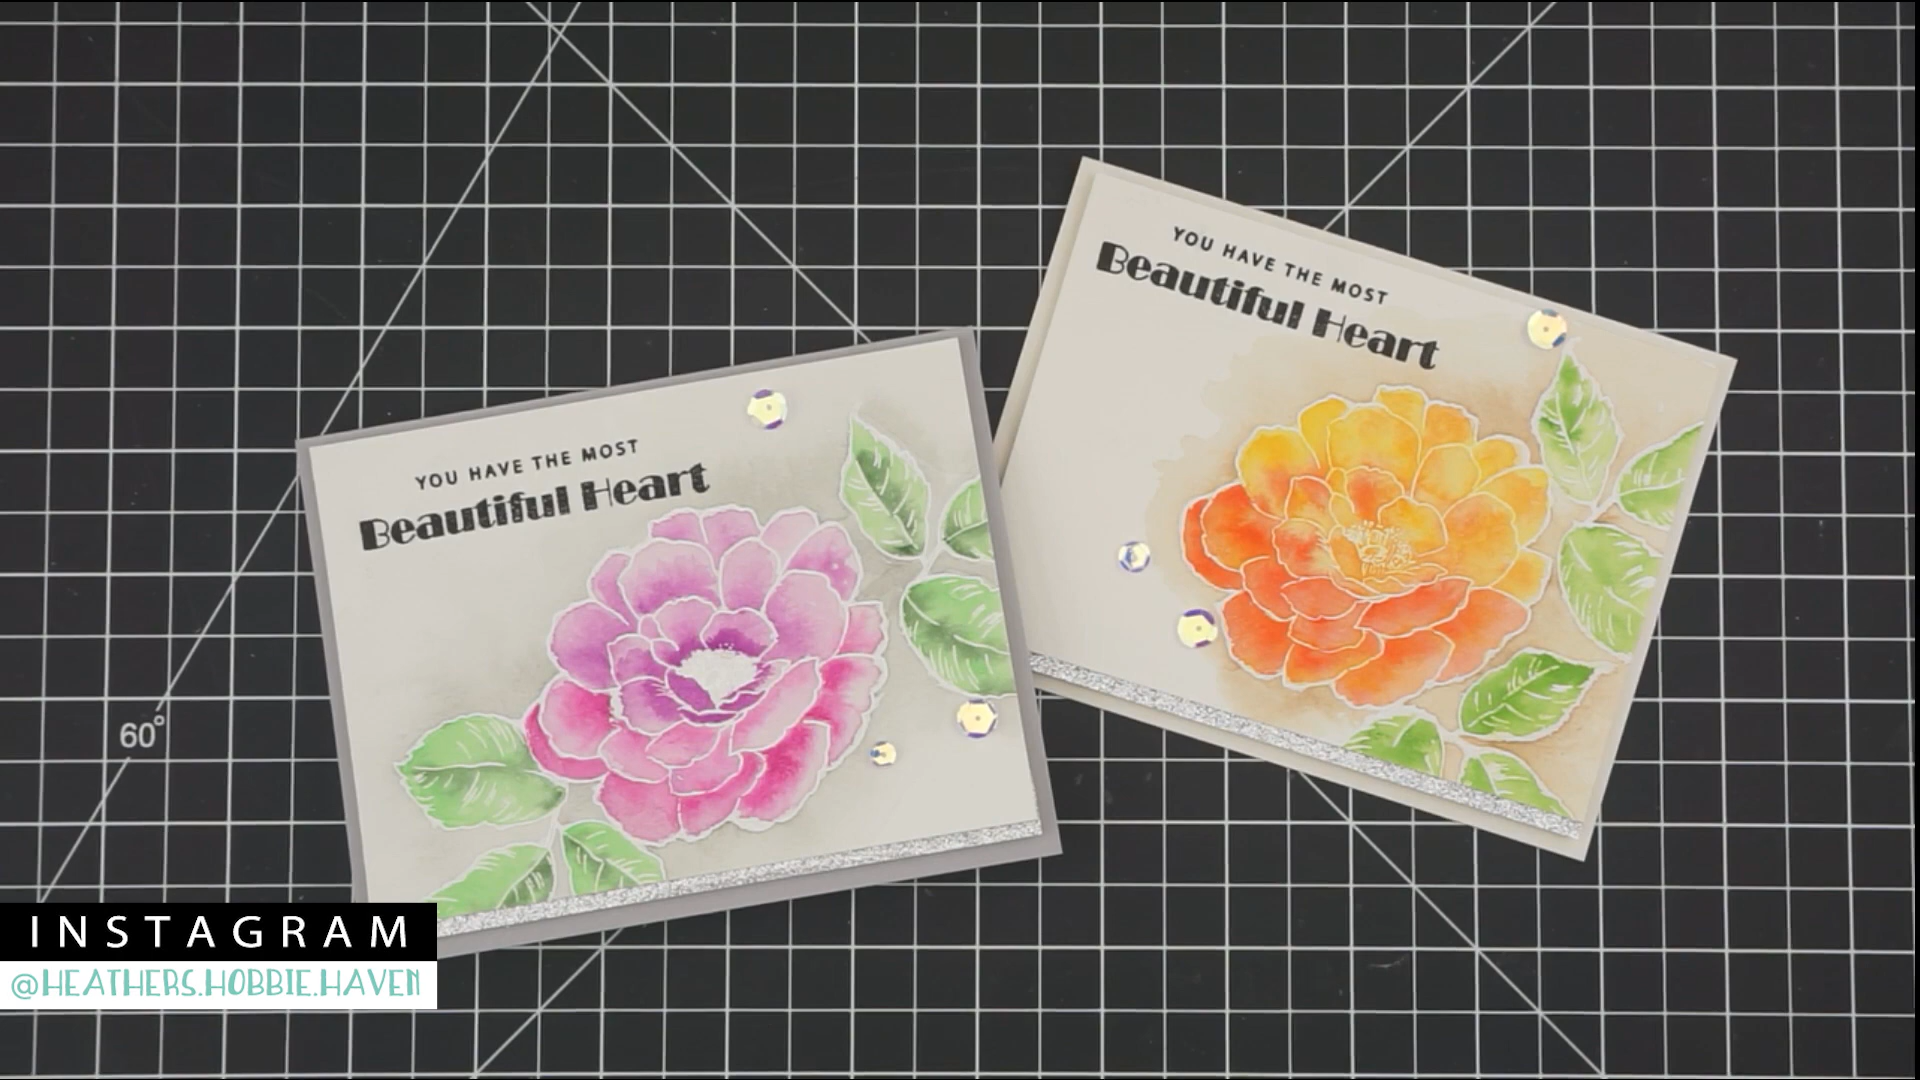 YOU HAVE THE MOST
Beautiful Heart
YOU HAVE THE MOST
Beautiful Heart
60°
INSTAGRAM
@HEATHERS.HOBBIE.HAVEN